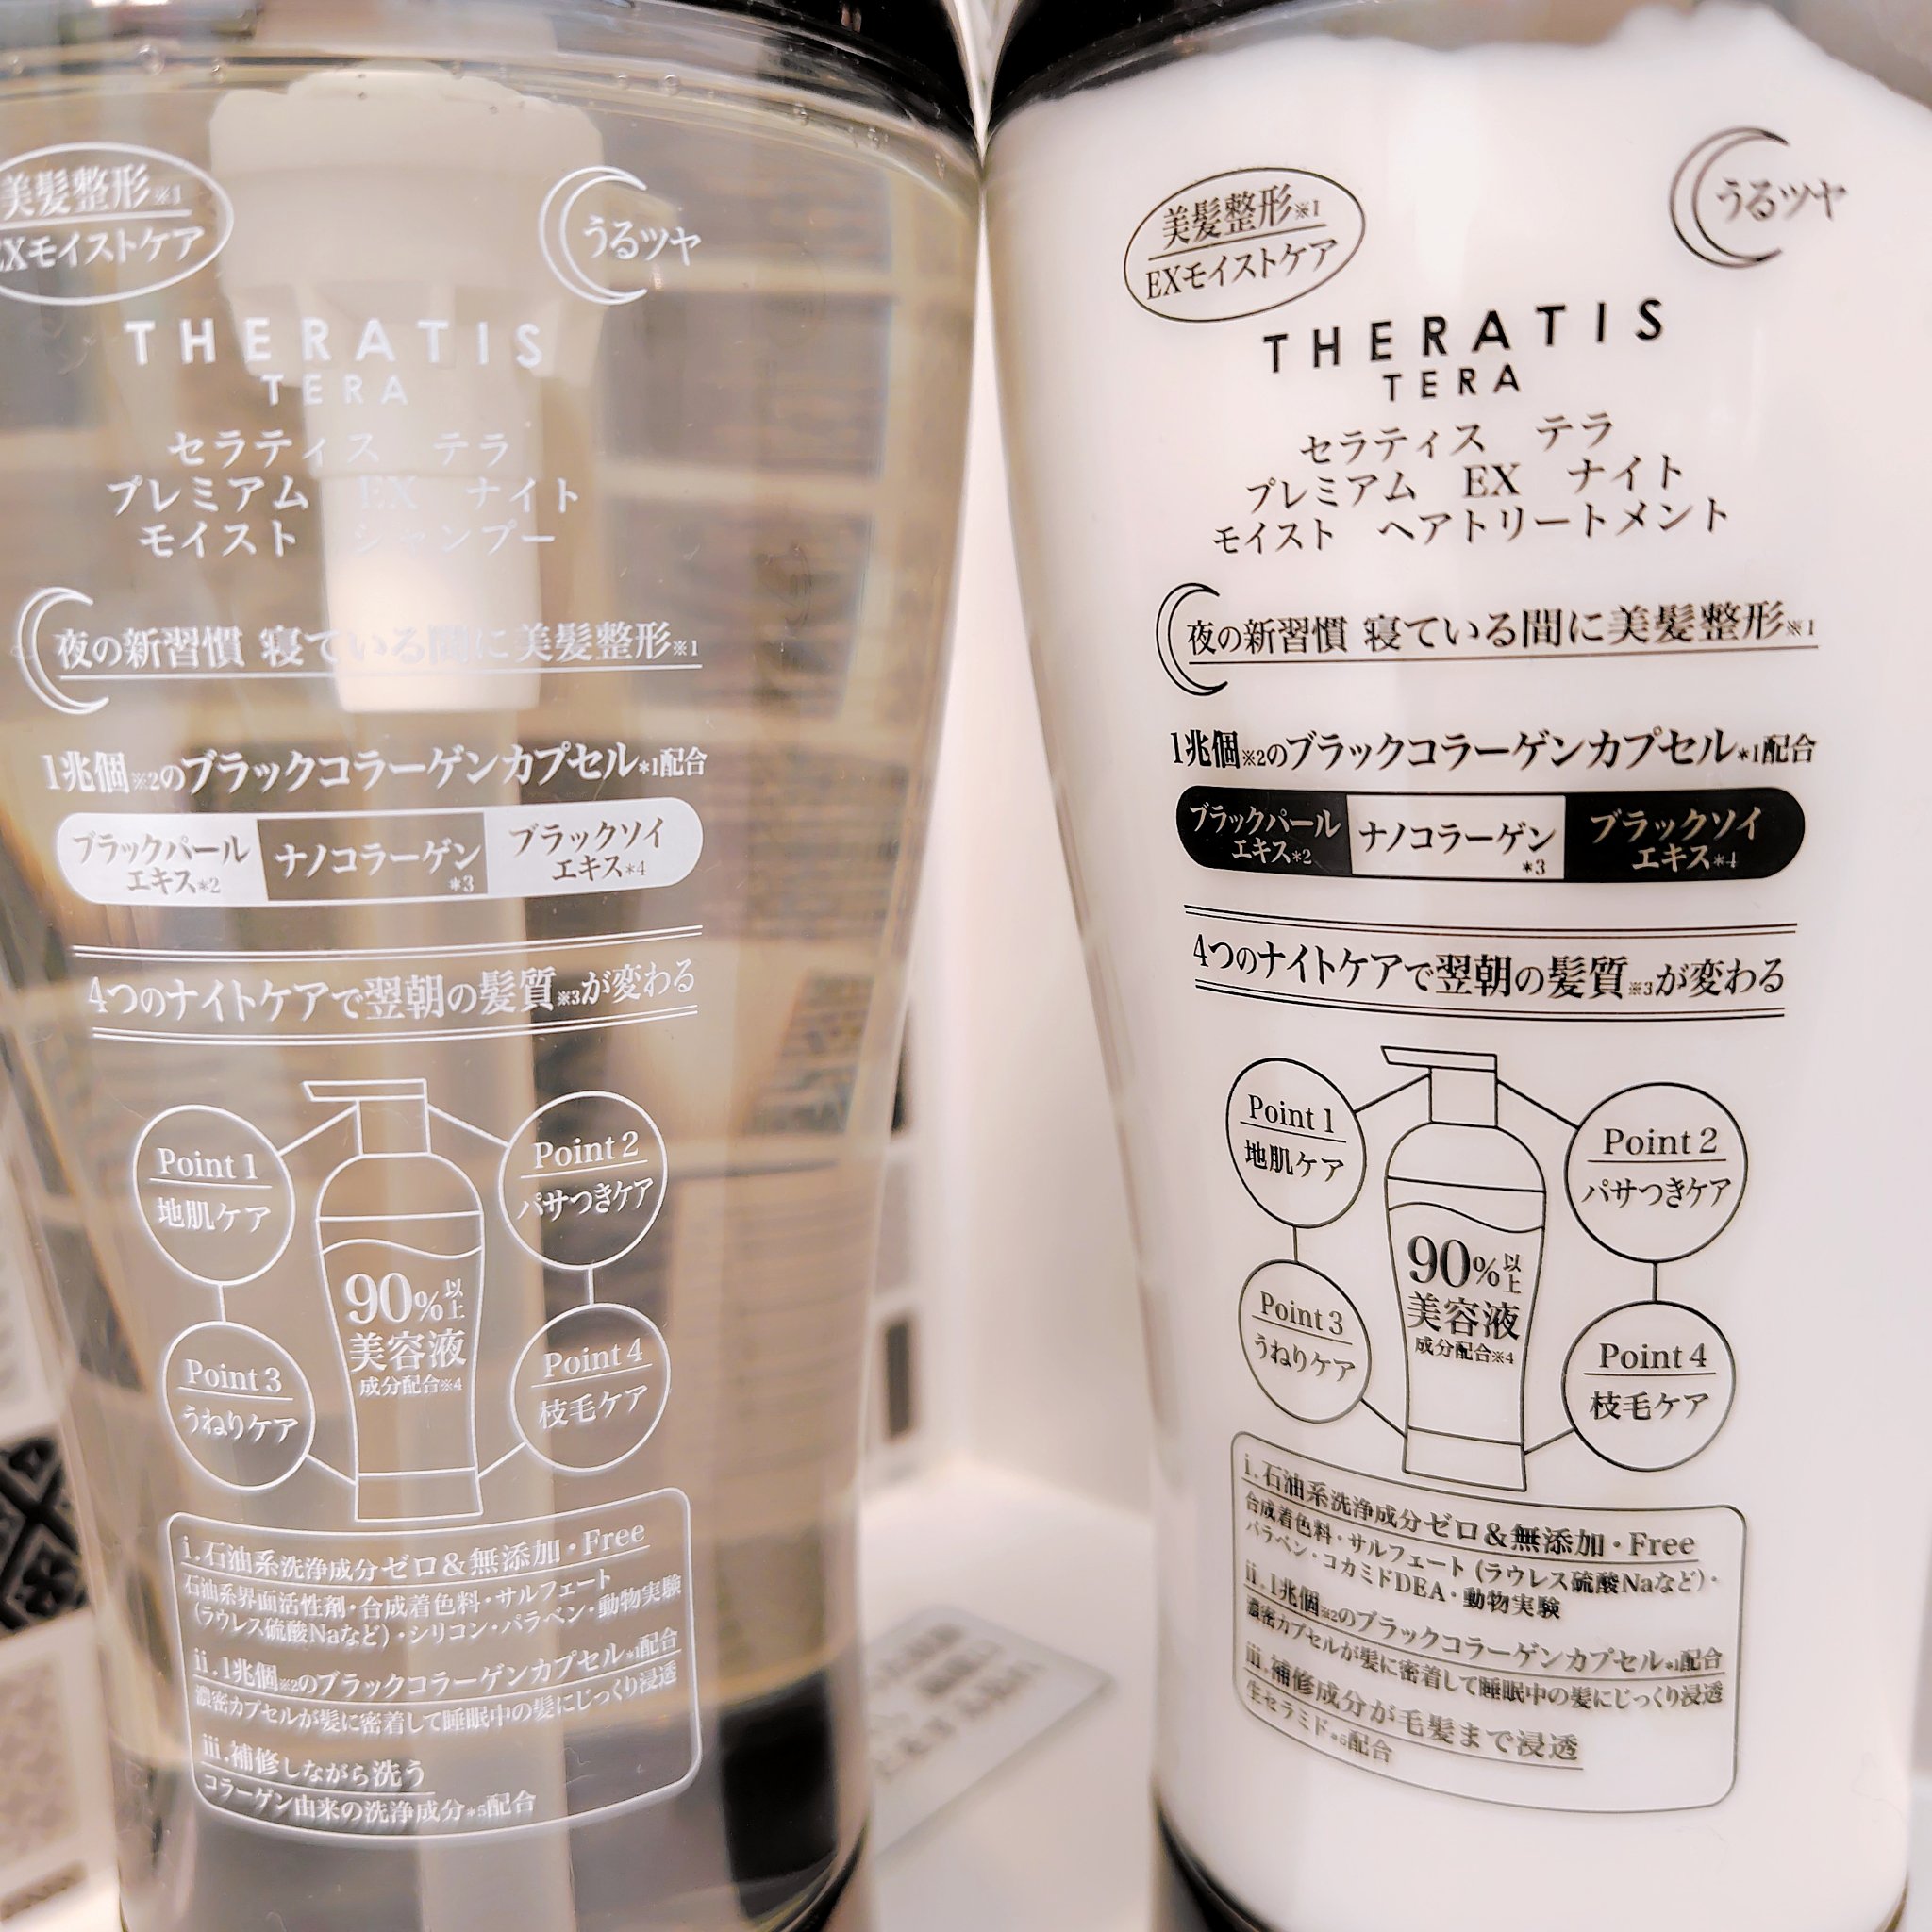 美髪整形※1
EXモイストケア
うるツヤ
THERATIS
TERA
セラティス テラ
プレミアム EX ナイト
モイスト シャンプー
夜の新習慣 寝ている間に美髪整形※1
1兆個※2のブラックコラーゲンカプセル*1配合
ブラックパール
エキス*2
ナノコラーゲン
*3
ブラックソイ
エキス*4
4つのナイトケアで翌朝の髪質※3が変わる
Point 1
地肌ケア
Point 2
パサつきケア
90%以上
美容液
成分配合※4
Point 3
うねりケア
Point 4
枝毛ケア
i.石油系洗浄成分ゼロ&無添加・Free
石油系界面活性剤・合成着色料・サルフェート
(ラウレス硫酸Naなど)・シリコン・パラベン・動物実験
ii.1兆個※2のブラックコラーゲンカプセル*1配合
濃密カプセルが髪に密着して睡眠中の髪にじっくり浸透
iii.補修しながら洗う
コラーゲン由来の洗浄成分*5配合
美髪整形※1
EXモイストケア
うるツヤ
THERATIS
TERA
セラティス テラ
プレミアム EX ナイト
モイスト ヘアトリートメント
夜の新習慣 寝ている間に美髪整形※1
1兆個※2のブラックコラーゲンカプセル*1配合
ブラックパール
エキス*2
ナノコラーゲン
*3
ブラックソイ
エキス*4
4つのナイトケアで翌朝の髪質※3が変わる
Point 1
地肌ケア
Point 2
パサつきケア
90%以上
美容液
成分配合※4
Point 3
うねりケア
Point 4
枝毛ケア
i.石油系洗浄成分ゼロ&無添加・Free
合成着色料・サルフェート(ラウレス硫酸Naなど)・
パラベン・コカミドDEA・動物実験
ii.1兆個※2のブラックコラーゲンカプセル*1配合
濃密カプセルが髪に密着して睡眠中の髪にじっくり浸透
iii.補修成分が毛髪まで浸透
生セラミド*5配合